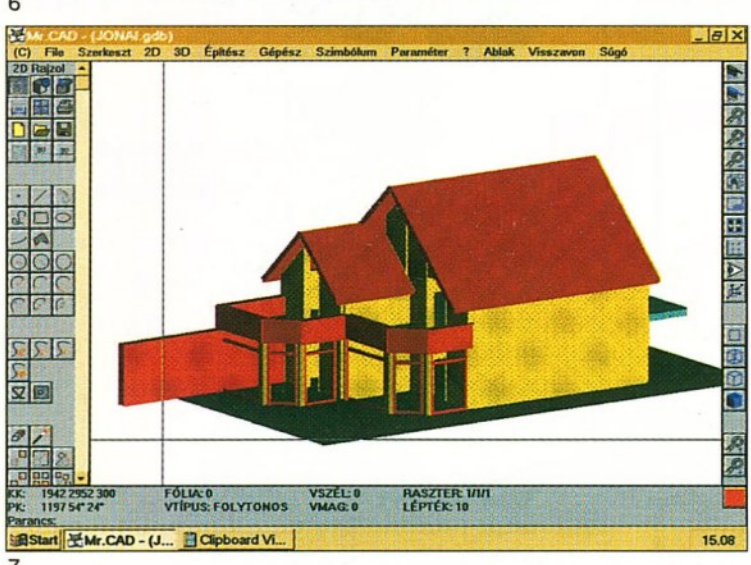 6
Mr.CAD - (JONAI.gdb)
(C) File Szerkeszt 2D 3D Építész Gépész Szimbólum Paraméter ? Ablak Visszavon Súgó
2D Rajzol
KK: 1942 2952 300 FÓLIA: 0 VSZÉL: 0 RASZTER: 1/1/1
PK: 1197 54° 24" VTÍPUS: FOLYTONOS VMAG: 0 LÉPTÉK: 10
Parancs:
Start Mr.CAD - (J... Clipboard Vi... 15.08
7